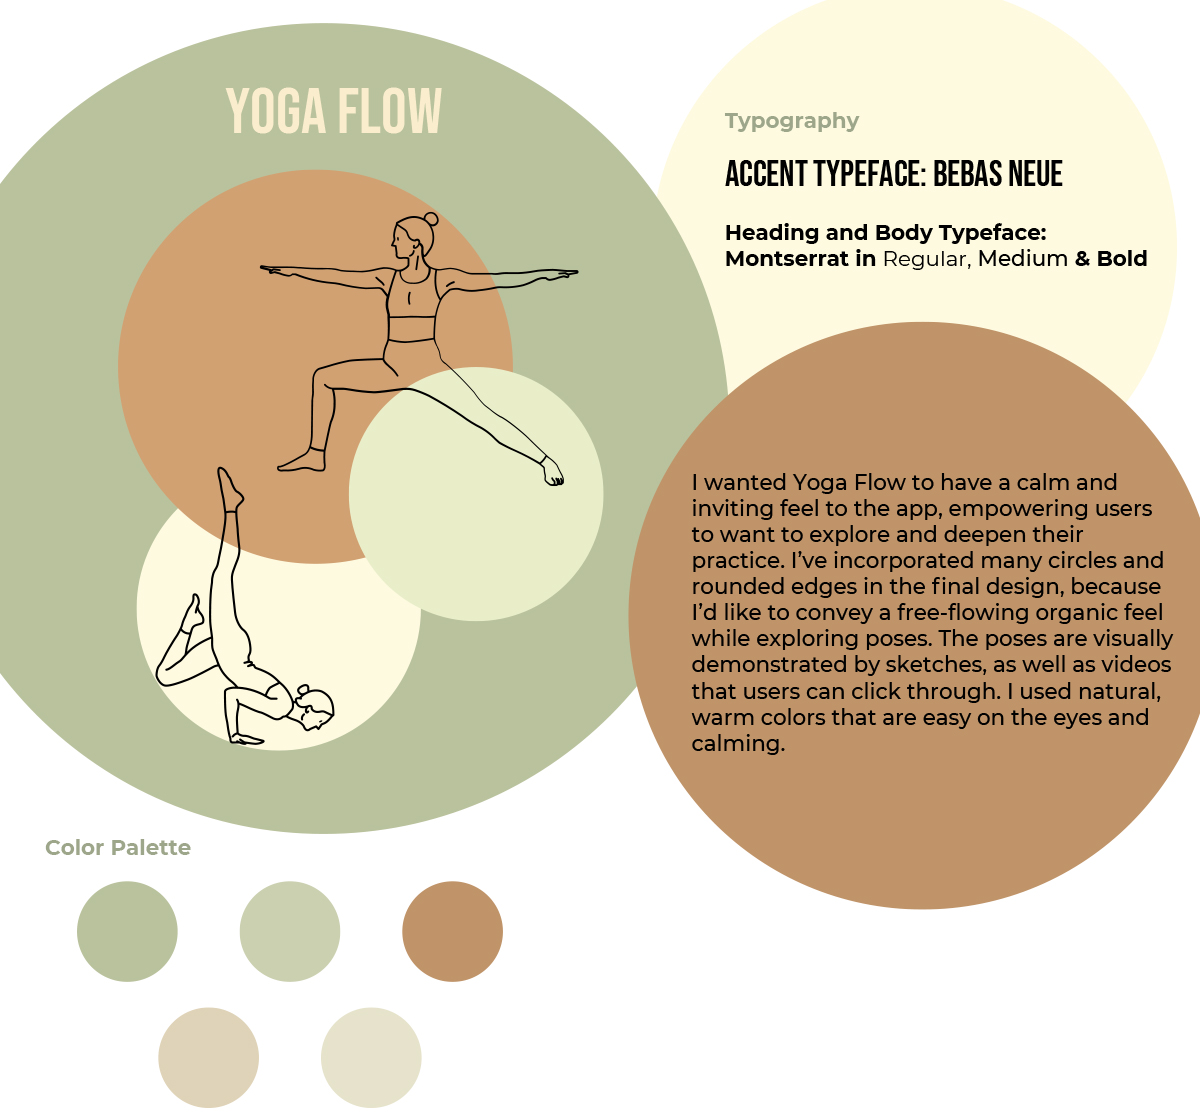 YOGA FLOW
Typography
ACCENT TYPEFACE: BEBAS NEUE
Heading and Body Typeface:
Montserrat in Regular, Medium & Bold
I wanted Yoga Flow to have a calm and
inviting feel to the app, empowering users
to want to explore and deepen their
practice. I’ve incorporated many circles and
rounded edges in the final design, because
I’d like to convey a free-flowing organic feel
while exploring poses. The poses are visually
demonstrated by sketches, as well as videos
that users can click through. I used natural,
warm colors that are easy on the eyes and
calming.
Color Palette